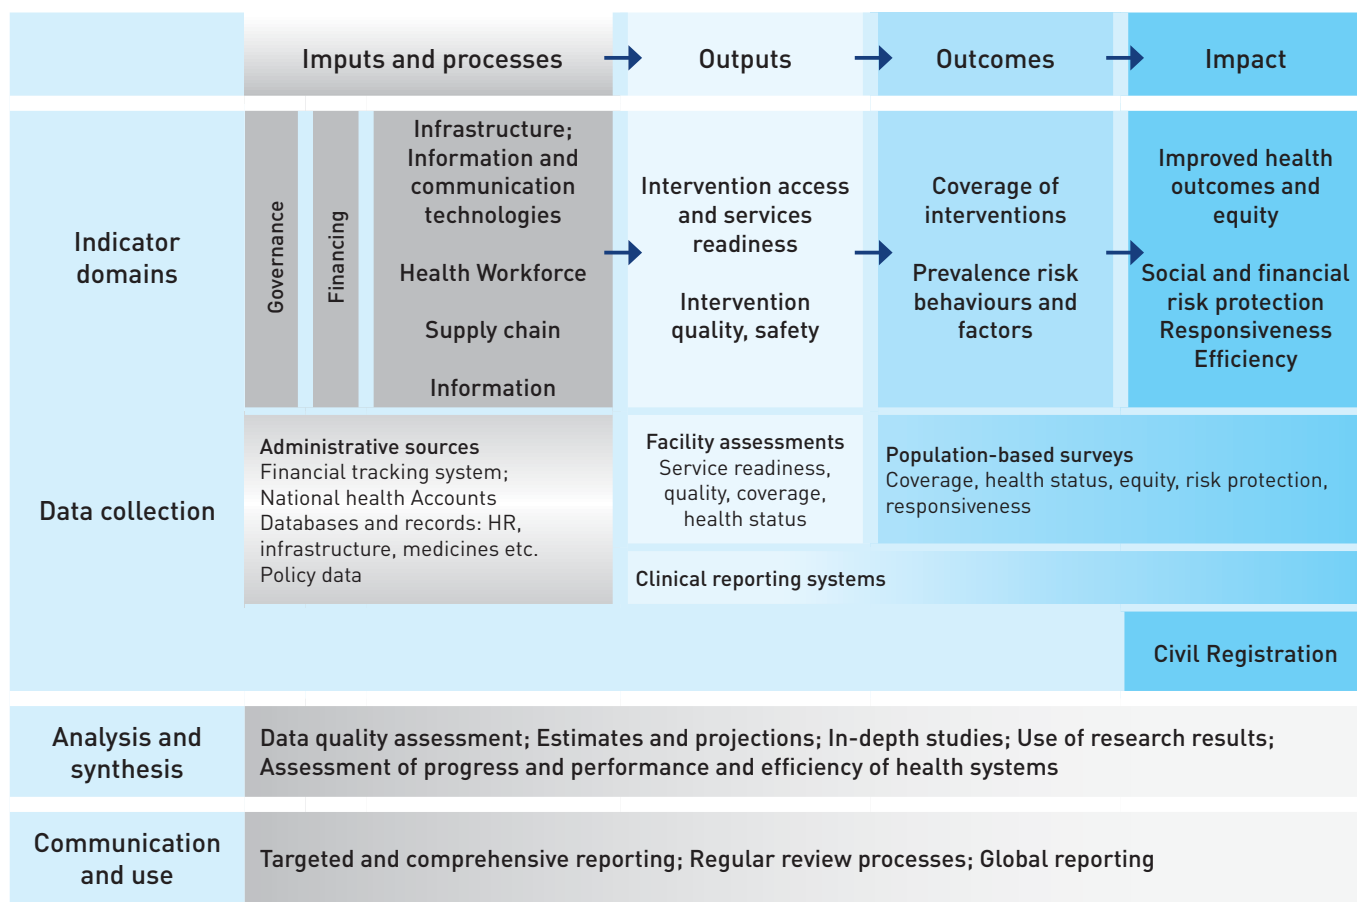 Imputs and processes
Outputs
Outcomes
Impact
Indicator
domains
Governance
Financing
Infrastructure;
Information and
communication
technologies
Health Workforce
Supply chain
Information
Intervention access
and services
readiness
Intervention
quality, safety
Coverage of
interventions
Prevalence risk
behaviours and
factors
Improved health
outcomes and
equity
Social and financial
risk protection
Responsiveness
Efficiency
Data collection
Administrative sources
Financial tracking system;
National health Accounts
Databases and records: HR,
infrastructure, medicines etc.
Policy data
Facility assessments
Service readiness,
quality, coverage,
health status
Population-based surveys
Coverage, health status, equity, risk protection,
responsiveness
Clinical reporting systems
Civil Registration
Analysis and
synthesis
Data quality assessment; Estimates and projections; In-depth studies; Use of research results;
Assessment of progress and performance and efficiency of health systems
Communication
and use
Targeted and comprehensive reporting; Regular review processes; Global reporting